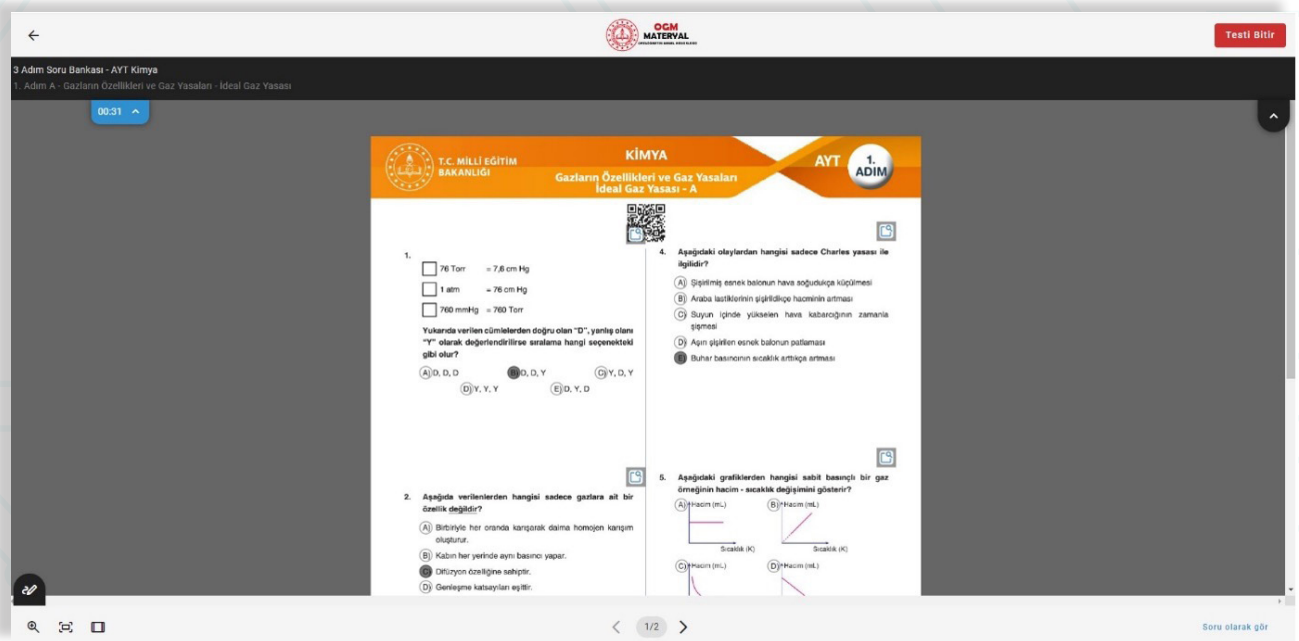 OGM
MATERYAL
Testi Bitir
3 Adım Soru Bankası - AYT Kimya
1. Adım A - Gazların Özellikleri ve Gaz Yasaları - İdeal Gaz Yasası
00:31
T.C. MİLLÎ EĞİTİM
BAKANLIĞI
KİMYA
Gazların Özellikleri ve Gaz Yasaları
İdeal Gaz Yasası - A
AYT
1.
ADIM
1.
76 Torr = 7,6 cm Hg
1 atm = 76 cm Hg
760 mmHg = 760 Torr
Yukarıda verilen cümlelerden doğru olan "D", yanlış olanı
"Y" olarak değerlendirilirse sıralama hangi seçenekteki
gibi olur?
A) D, D, D B) D, D, Y C) Y, D, Y
D) Y, Y, Y E) D, Y, D
2. Aşağıda verilenlerden hangisi sadece gazlara ait bir
özellik değildir?
A) Birbiriyle her oranda karışarak daima homojen karışım
oluşturur.
B) Kabın her yerinde aynı basıncı yapar.
C) Difüzyon özelliğine sahiptir.
D) Genleşme katsayıları eşittir.
4. Aşağıdaki olaylardan hangisi sadece Charles yasası ile
ilgilidir?
A) Şişirilmiş esnek balonun hava soğudukça küçülmesi
B) Araba lastiklerinin şişirildikçe hacminin artması
C) Suyun içinde yükselen hava kabarcığının zamanla
şişmesi
D) Aşırı şişirilen esnek balonun patlaması
E) Buhar basıncının sıcaklık arttıkça artması
5. Aşağıdaki grafiklerden hangisi sabit basınçlı bir gaz
örneğinin hacim - sıcaklık değişimini gösterir?
A) Hacim (mL) B) Hacim (mL)
Sıcaklık (K) Sıcaklık (K)
C) Hacim (mL) D) Hacim (mL)
1/2
Soru olarak gör